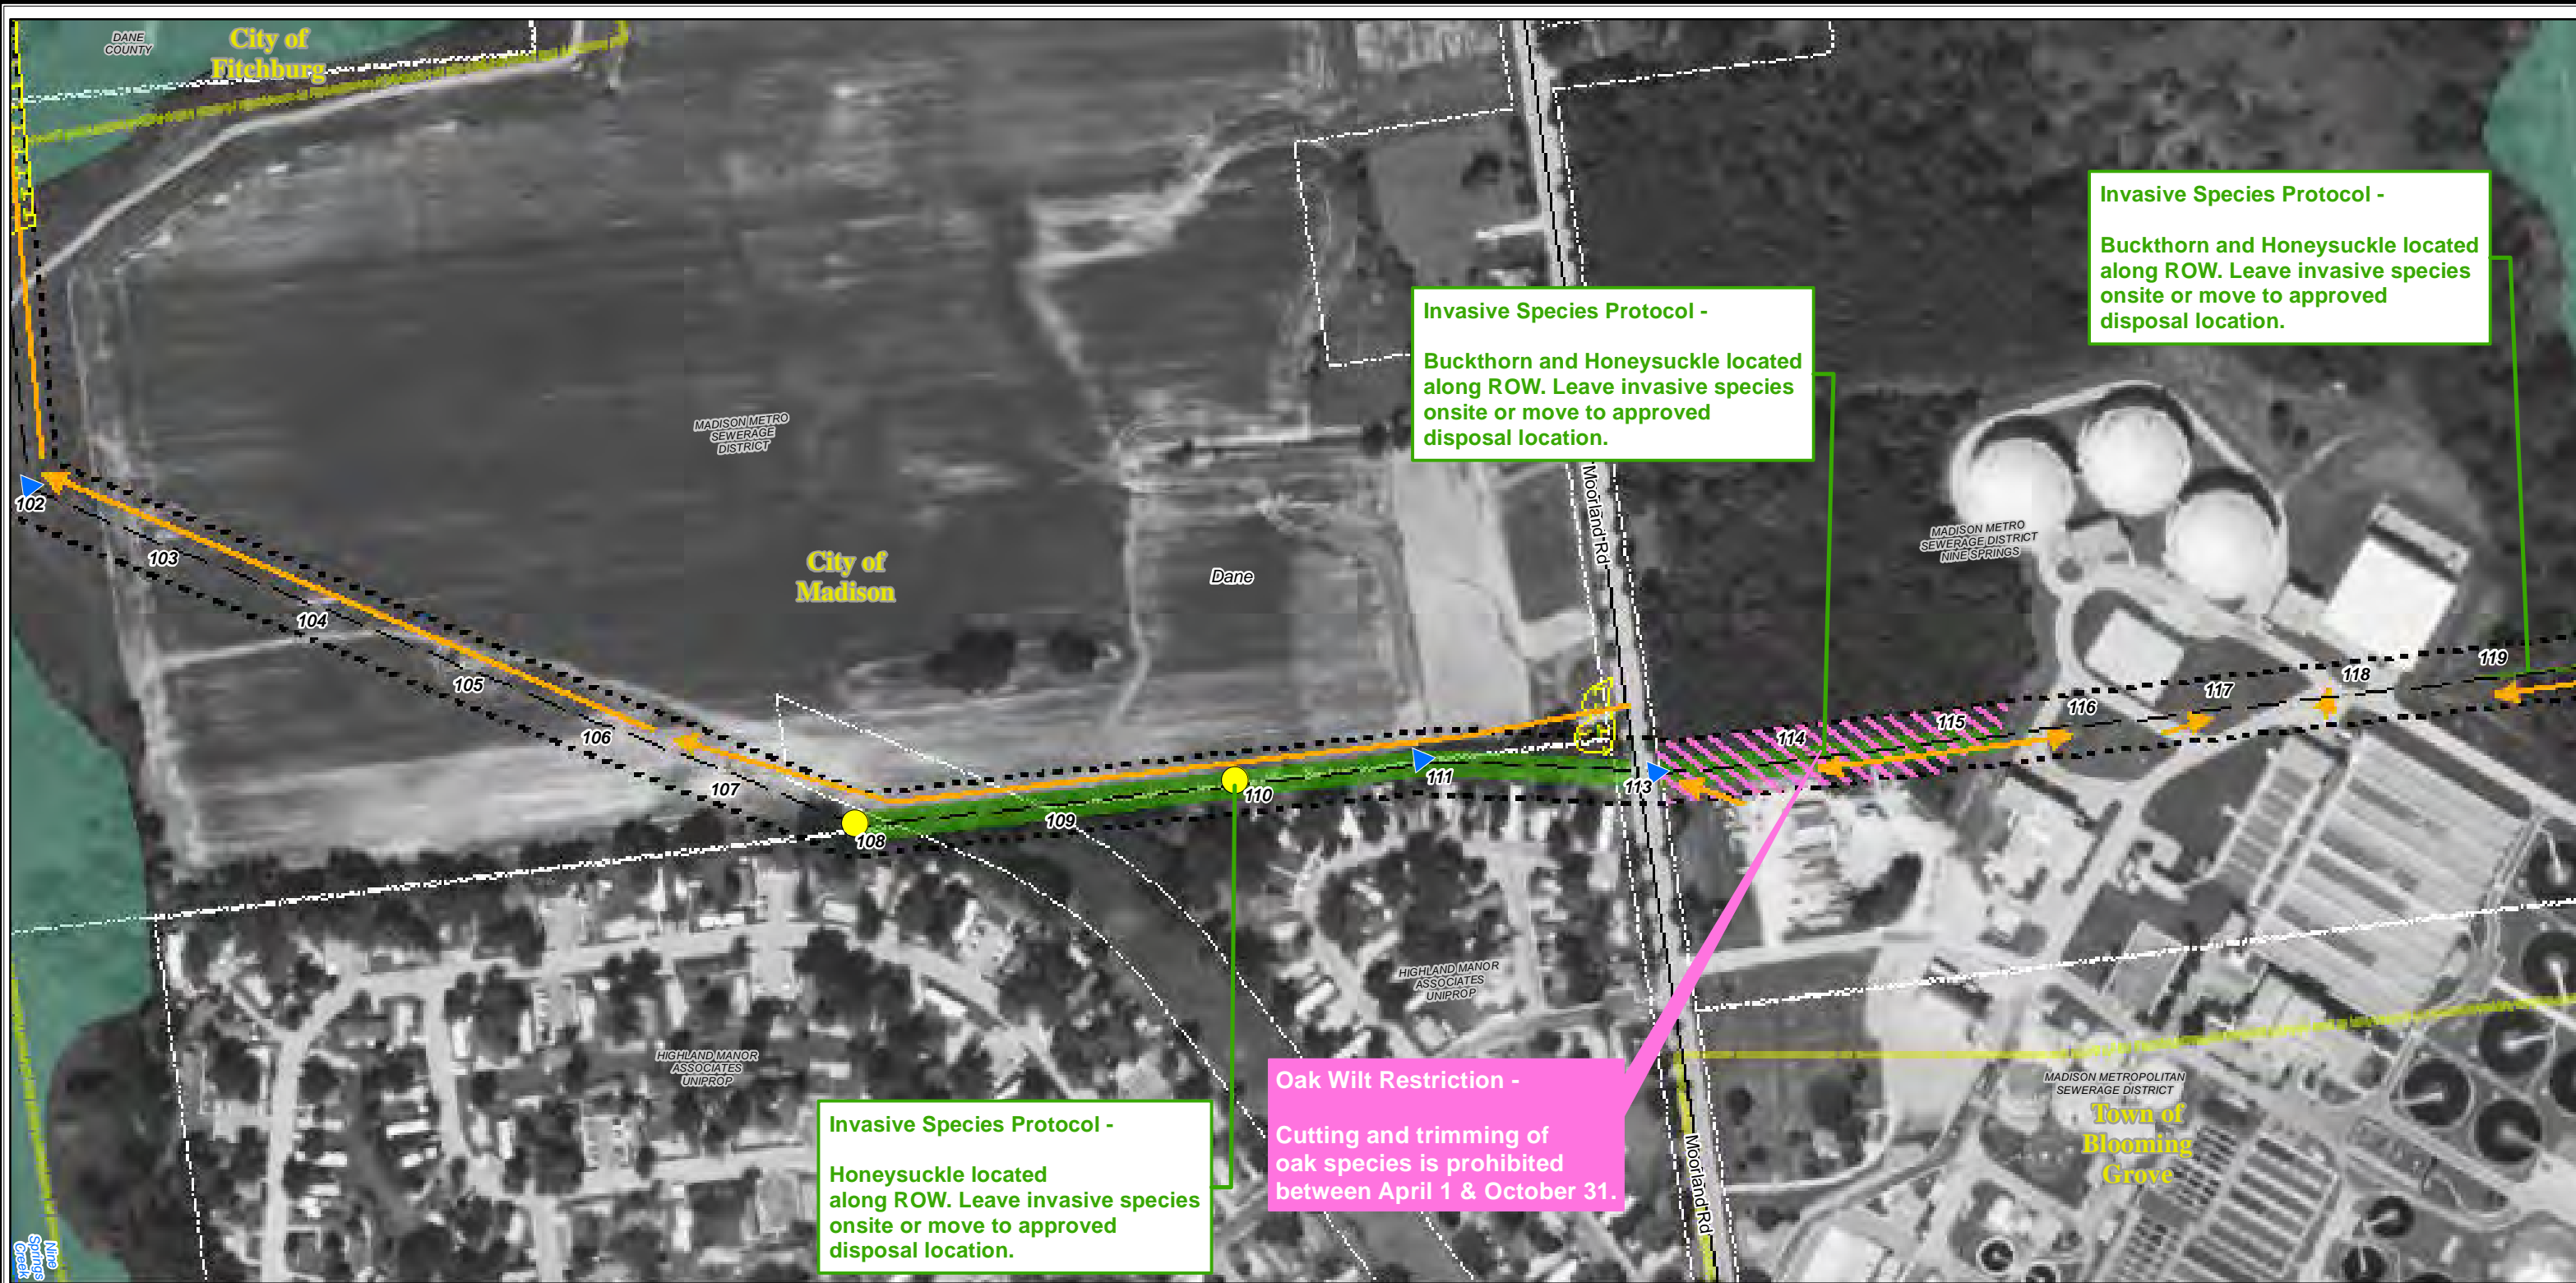 DANE
COUNTY
City of
Fitchburg
Invasive Species Protocol -
Buckthorn and Honeysuckle located
along ROW. Leave invasive species
onsite or move to approved
disposal location.
Invasive Species Protocol -
Buckthorn and Honeysuckle located
along ROW. Leave invasive species
onsite or move to approved
disposal location.
MADISON METRO
SEWERAGE
DISTRICT
Moorland Rd
MADISON METRO
SEWERAGE DISTRICT
NINE SPRINGS
City of
Madison
Dane
102
103
104
105
106
107
108
109
110
111
113
114
115
116
117
118
119
HIGHLAND MANOR
ASSOCIATES
UNIPROP
HIGHLAND MANOR
ASSOCIATES
UNIPROP
Oak Wilt Restriction -
Cutting and trimming of
oak species is prohibited
between April 1 & October 31.
MADISON METROPOLITAN
SEWERAGE DISTRICT
Town of
Blooming
Grove
Moorland Rd
Invasive Species Protocol -
Honeysuckle located
along ROW. Leave invasive species
onsite or move to approved
disposal location.
Nine
Springs
Creek